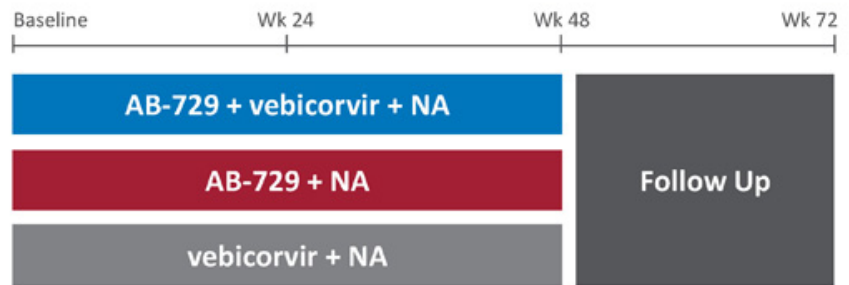 Baseline Wk 24 Wk 48 Wk 72
AB-729 + vebicorvir + NA
AB-729 + NA
Follow Up
vebicorvir + NA